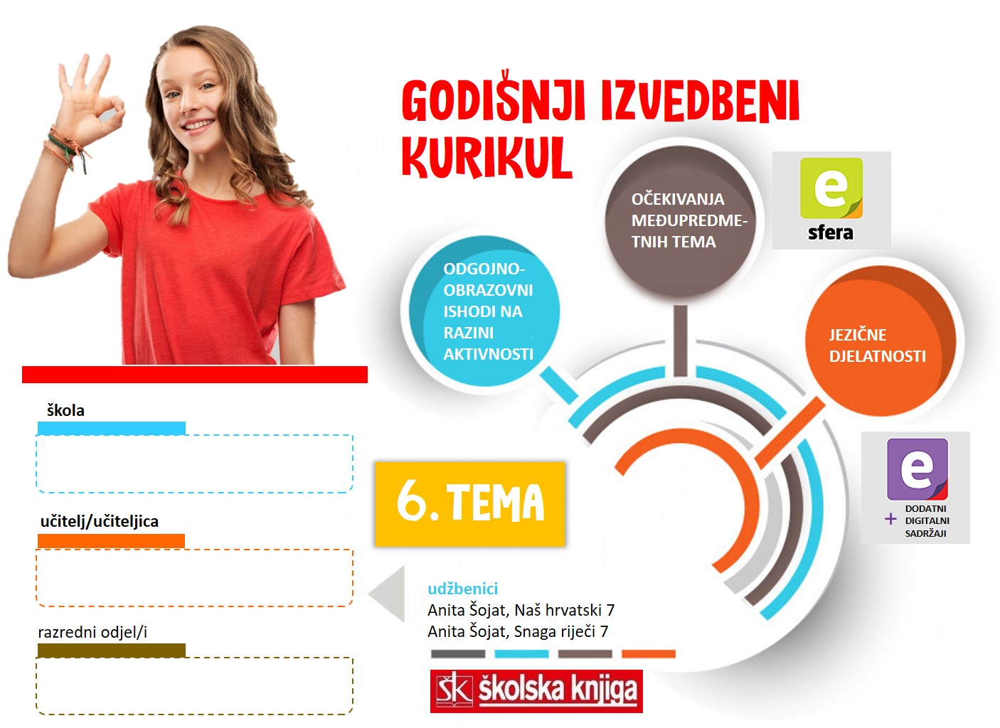 GODIŠNJI IZVEDBENI
KURIKUL
OČEKIVANJA
MEĐUPREDME-
TNIH TEMA
e
sfera
ODGOJNO-
OBRAZOVNI
ISHODI NA
RAZINI
AKTIVNOSTI
JEZIČNE
DJELATNOSTI
škola
učitelj/učiteljica
razredni odjel/i
6. TEMA
e
+ DODATNI
DIGITALNI
SADRŽAJI
udžbenici
Anita Šojat, Naš hrvatski 7
Anita Šojat, Snaga riječi 7
ŠK školska knjiga